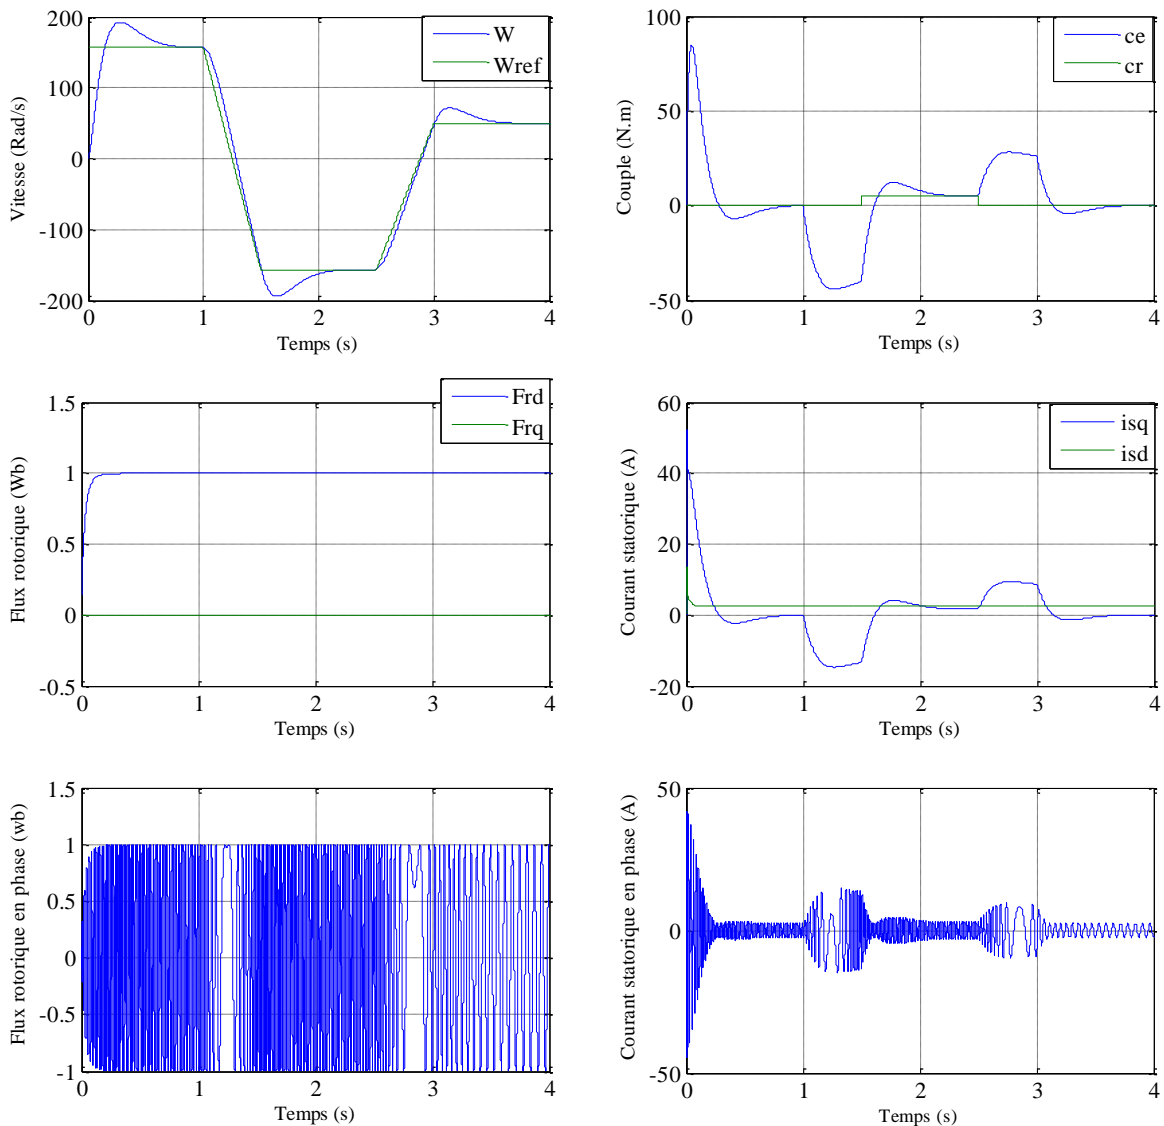 200
100
0
-100
-200
Vitesse (Rad/s)
W
Wref
0 1 2 3 4
Temps (s)
100
50
0
-50
Couple (N.m)
ce
cr
0 1 2 3 4
Temps (s)
1.5
1
0.5
0
-0.5
Flux rotorique (Wb)
Frd
Frq
0 1 2 3 4
Temps (s)
60
40
20
0
-20
Courant statorique (A)
isq
isd
0 1 2 3 4
Temps (s)
1.5
1
0.5
0
-0.5
-1
Flux rotorique en phase (wb)
0 1 2 3 4
Temps (s)
50
0
-50
Courant statorique en phase (A)
0 1 2 3 4
Temps (s)